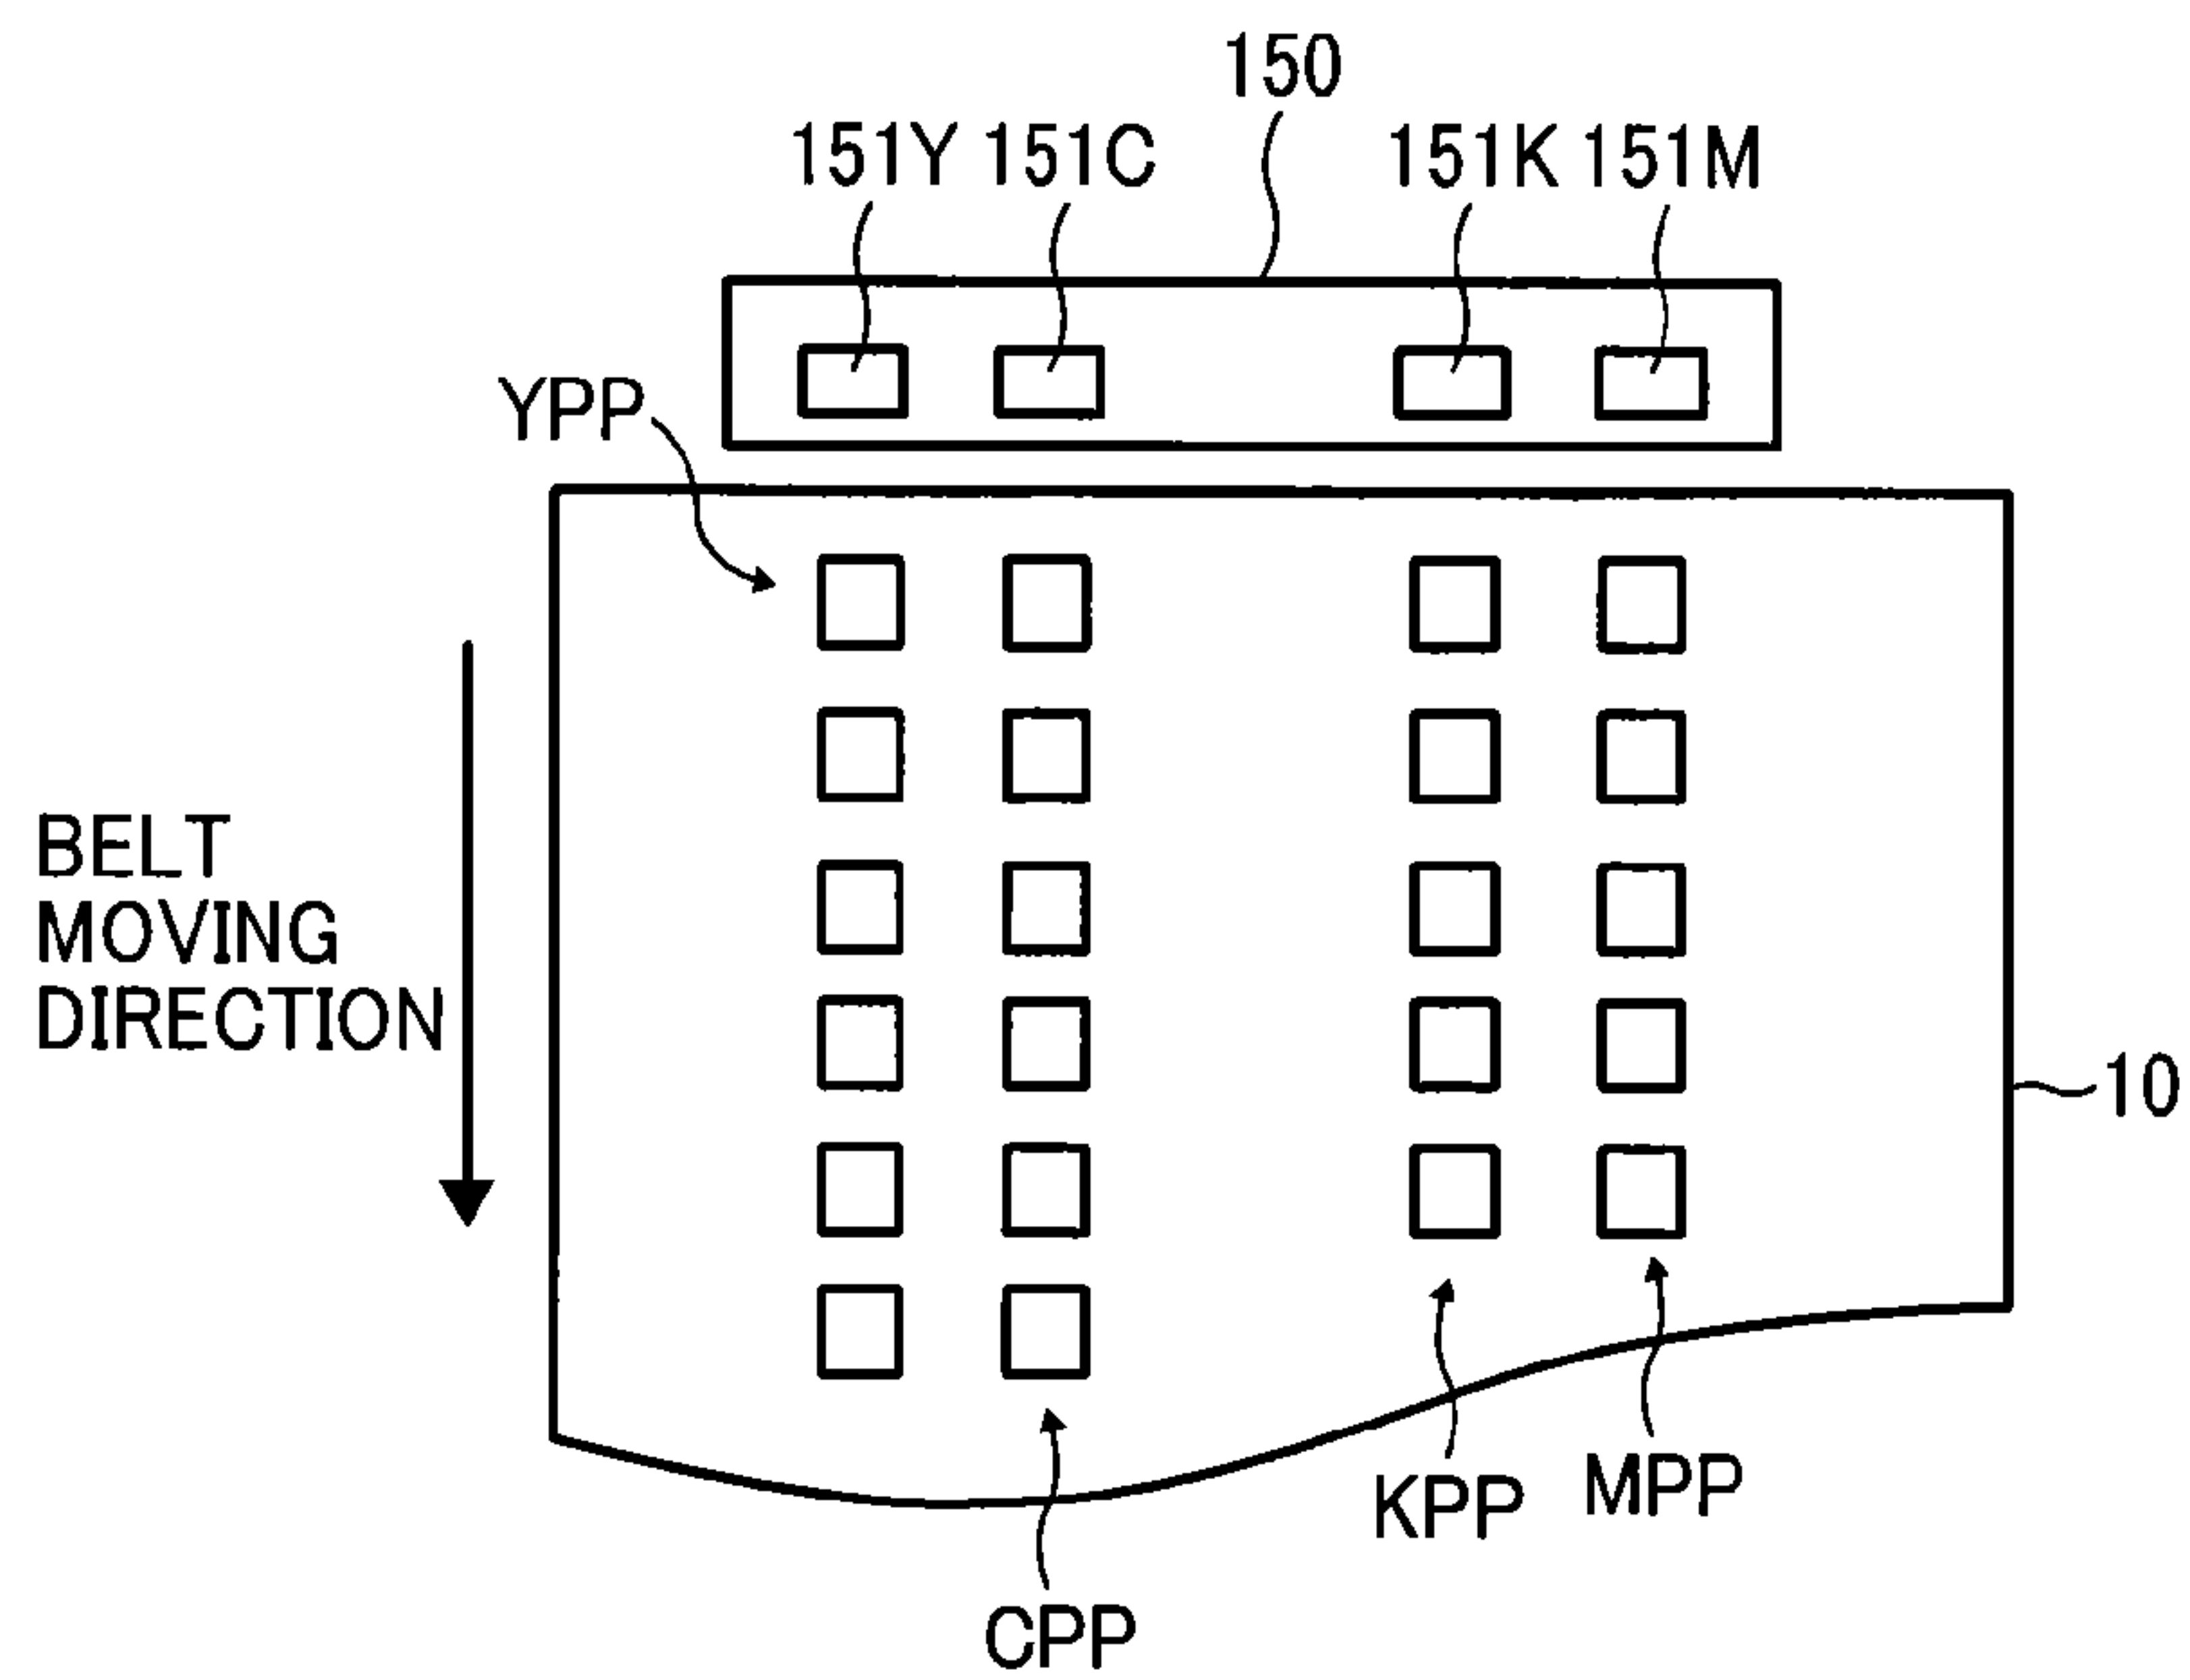 150
151Y 151C 151K 151M
YPP
BELT
MOVING
DIRECTION
10
KPP MPP
CPP